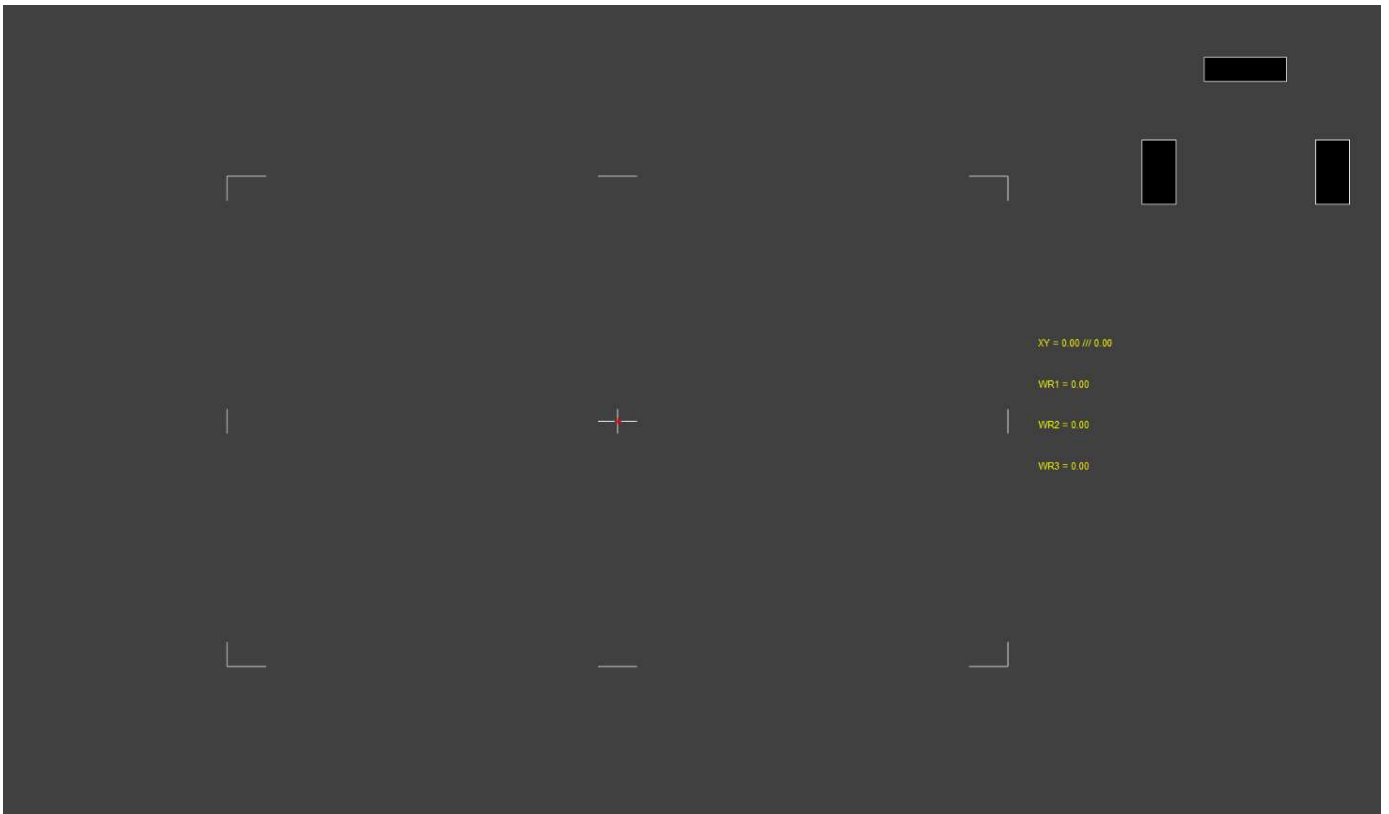 XY = 0.00 /// 0.00
WR1 = 0.00
WR2 = 0.00
WR3 = 0.00